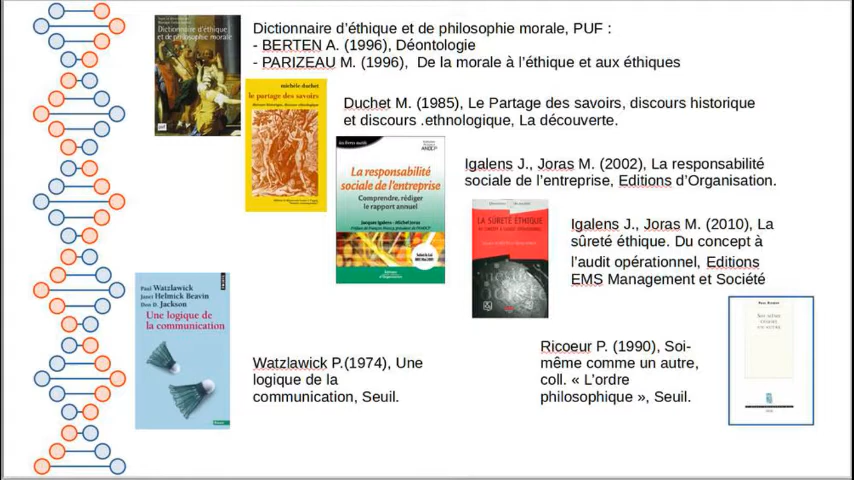 Dictionnaire d'éthique
et de philosophie morale
puf
Dictionnaire d'éthique et de philosophie morale, PUF :
- BERTEN A. (1996), Déontologie
- PARIZEAU M. (1996), De la morale à l'éthique et aux éthiques
michèle duchet
le partage des savoirs
Duchet M. (1985), Le Partage des savoirs, discours historique
et discours .ethnologique, La découverte.
La responsabilité
sociale de l'entreprise
Comprendre, rédiger
le rapport annuel
Jacques Igalens - Michel Joras
Igalens J., Joras M. (2002), La responsabilité
sociale de l'entreprise, Editions d'Organisation.
LA SÛRETÉ ÉTHIQUE
Igalens J., Joras M. (2010), La
sûreté éthique. Du concept à
l'audit opérationnel, Editions
EMS Management et Société
Paul Watzlawick
Janet Helmick Beavin
Don D. Jackson
Une logique de
la communication
Watzlawick P.(1974), Une
logique de la
communication, Seuil.
Ricoeur P. (1990), Soi-
même comme un autre,
coll. « L'ordre
philosophique », Seuil.